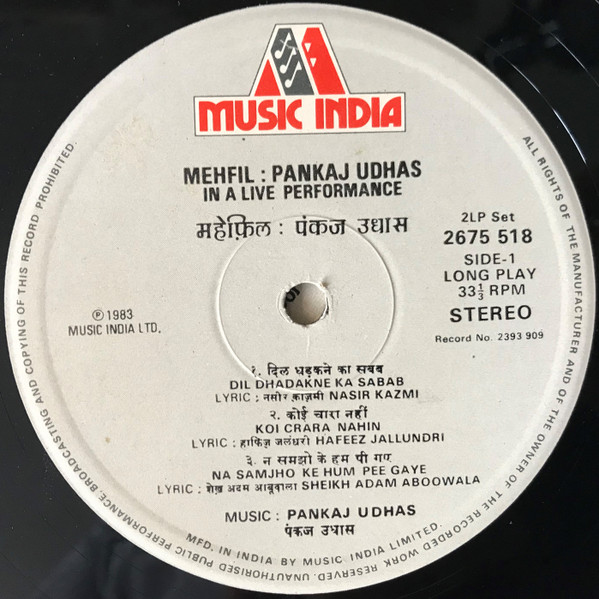 MUSIC INDIA
MEHFIL : PANKAJ UDHAS
IN A LIVE PERFORMANCE
महेफ़िल : पंकज उधास
2LP Set
2675 518
SIDE-1
LONG PLAY
33⅓ RPM
STEREO
Record No. 2393 909
℗ 1983
MUSIC INDIA LTD.
१. दिल धड़कने का सबब
DIL DHADAKNE KA SABAB
LYRIC : नसीर क़ाज़मी NASIR KAZMI
२. कोई चारा नहीं
KOI CRARA NAHIN
LYRIC : हाफ़िज़ जलंधरी HAFEEZ JALLUNDRI
३. न समझो के हम पी गए
NA SAMJHO KE HUM PEE GAYE
LYRIC : शेख़ अदम आबूवाला SHEIKH ADAM ABOOWALA
MUSIC : PANKAJ UDHAS
पंकज उधास
MFD. IN INDIA BY MUSIC INDIA LIMITED.
ALL RIGHTS OF THE MANUFACTURER AND OF THE OWNER OF THE RECORDED WORK RESERVED. UNAUTHORISED PUBLIC PERFORMANCE, BROADCASTING AND COPYING OF THIS RECORD PROHIBITED.